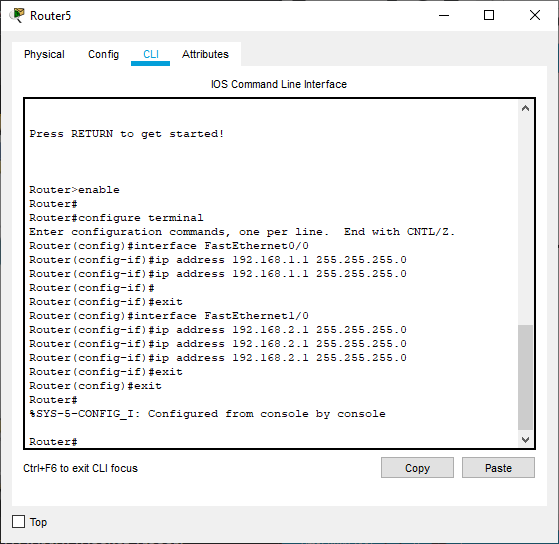 Router5
Physical Config CLI Attributes
IOS Command Line Interface
Press RETURN to get started!
Router>enable
Router#
Router#configure terminal
Enter configuration commands, one per line.  End with CNTL/Z.
Router(config)#interface FastEthernet0/0
Router(config-if)#ip address 192.168.1.1 255.255.255.0
Router(config-if)#ip address 192.168.1.1 255.255.255.0
Router(config-if)#
Router(config-if)#exit
Router(config)#interface FastEthernet1/0
Router(config-if)#ip address 192.168.2.1 255.255.255.0
Router(config-if)#ip address 192.168.2.1 255.255.255.0
Router(config-if)#ip address 192.168.2.1 255.255.255.0
Router(config-if)#exit
Router(config)#exit
Router#
%SYS-5-CONFIG_I: Configured from console by console
Router#
Ctrl+F6 to exit CLI focus
Copy Paste
Top